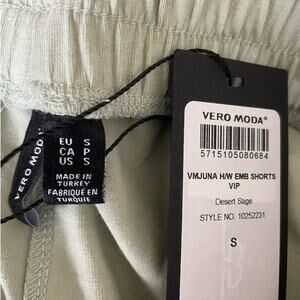 VERO MODA
EU S
CA P
US S
MADE IN
TURKEY
FABRIQUÉ EN
TURQUIE
VERO MODA®
5715105080684
VMJUNA H/W EMB SHORTS
VIP
Desert Sage
STYLE NO. 10252231
S